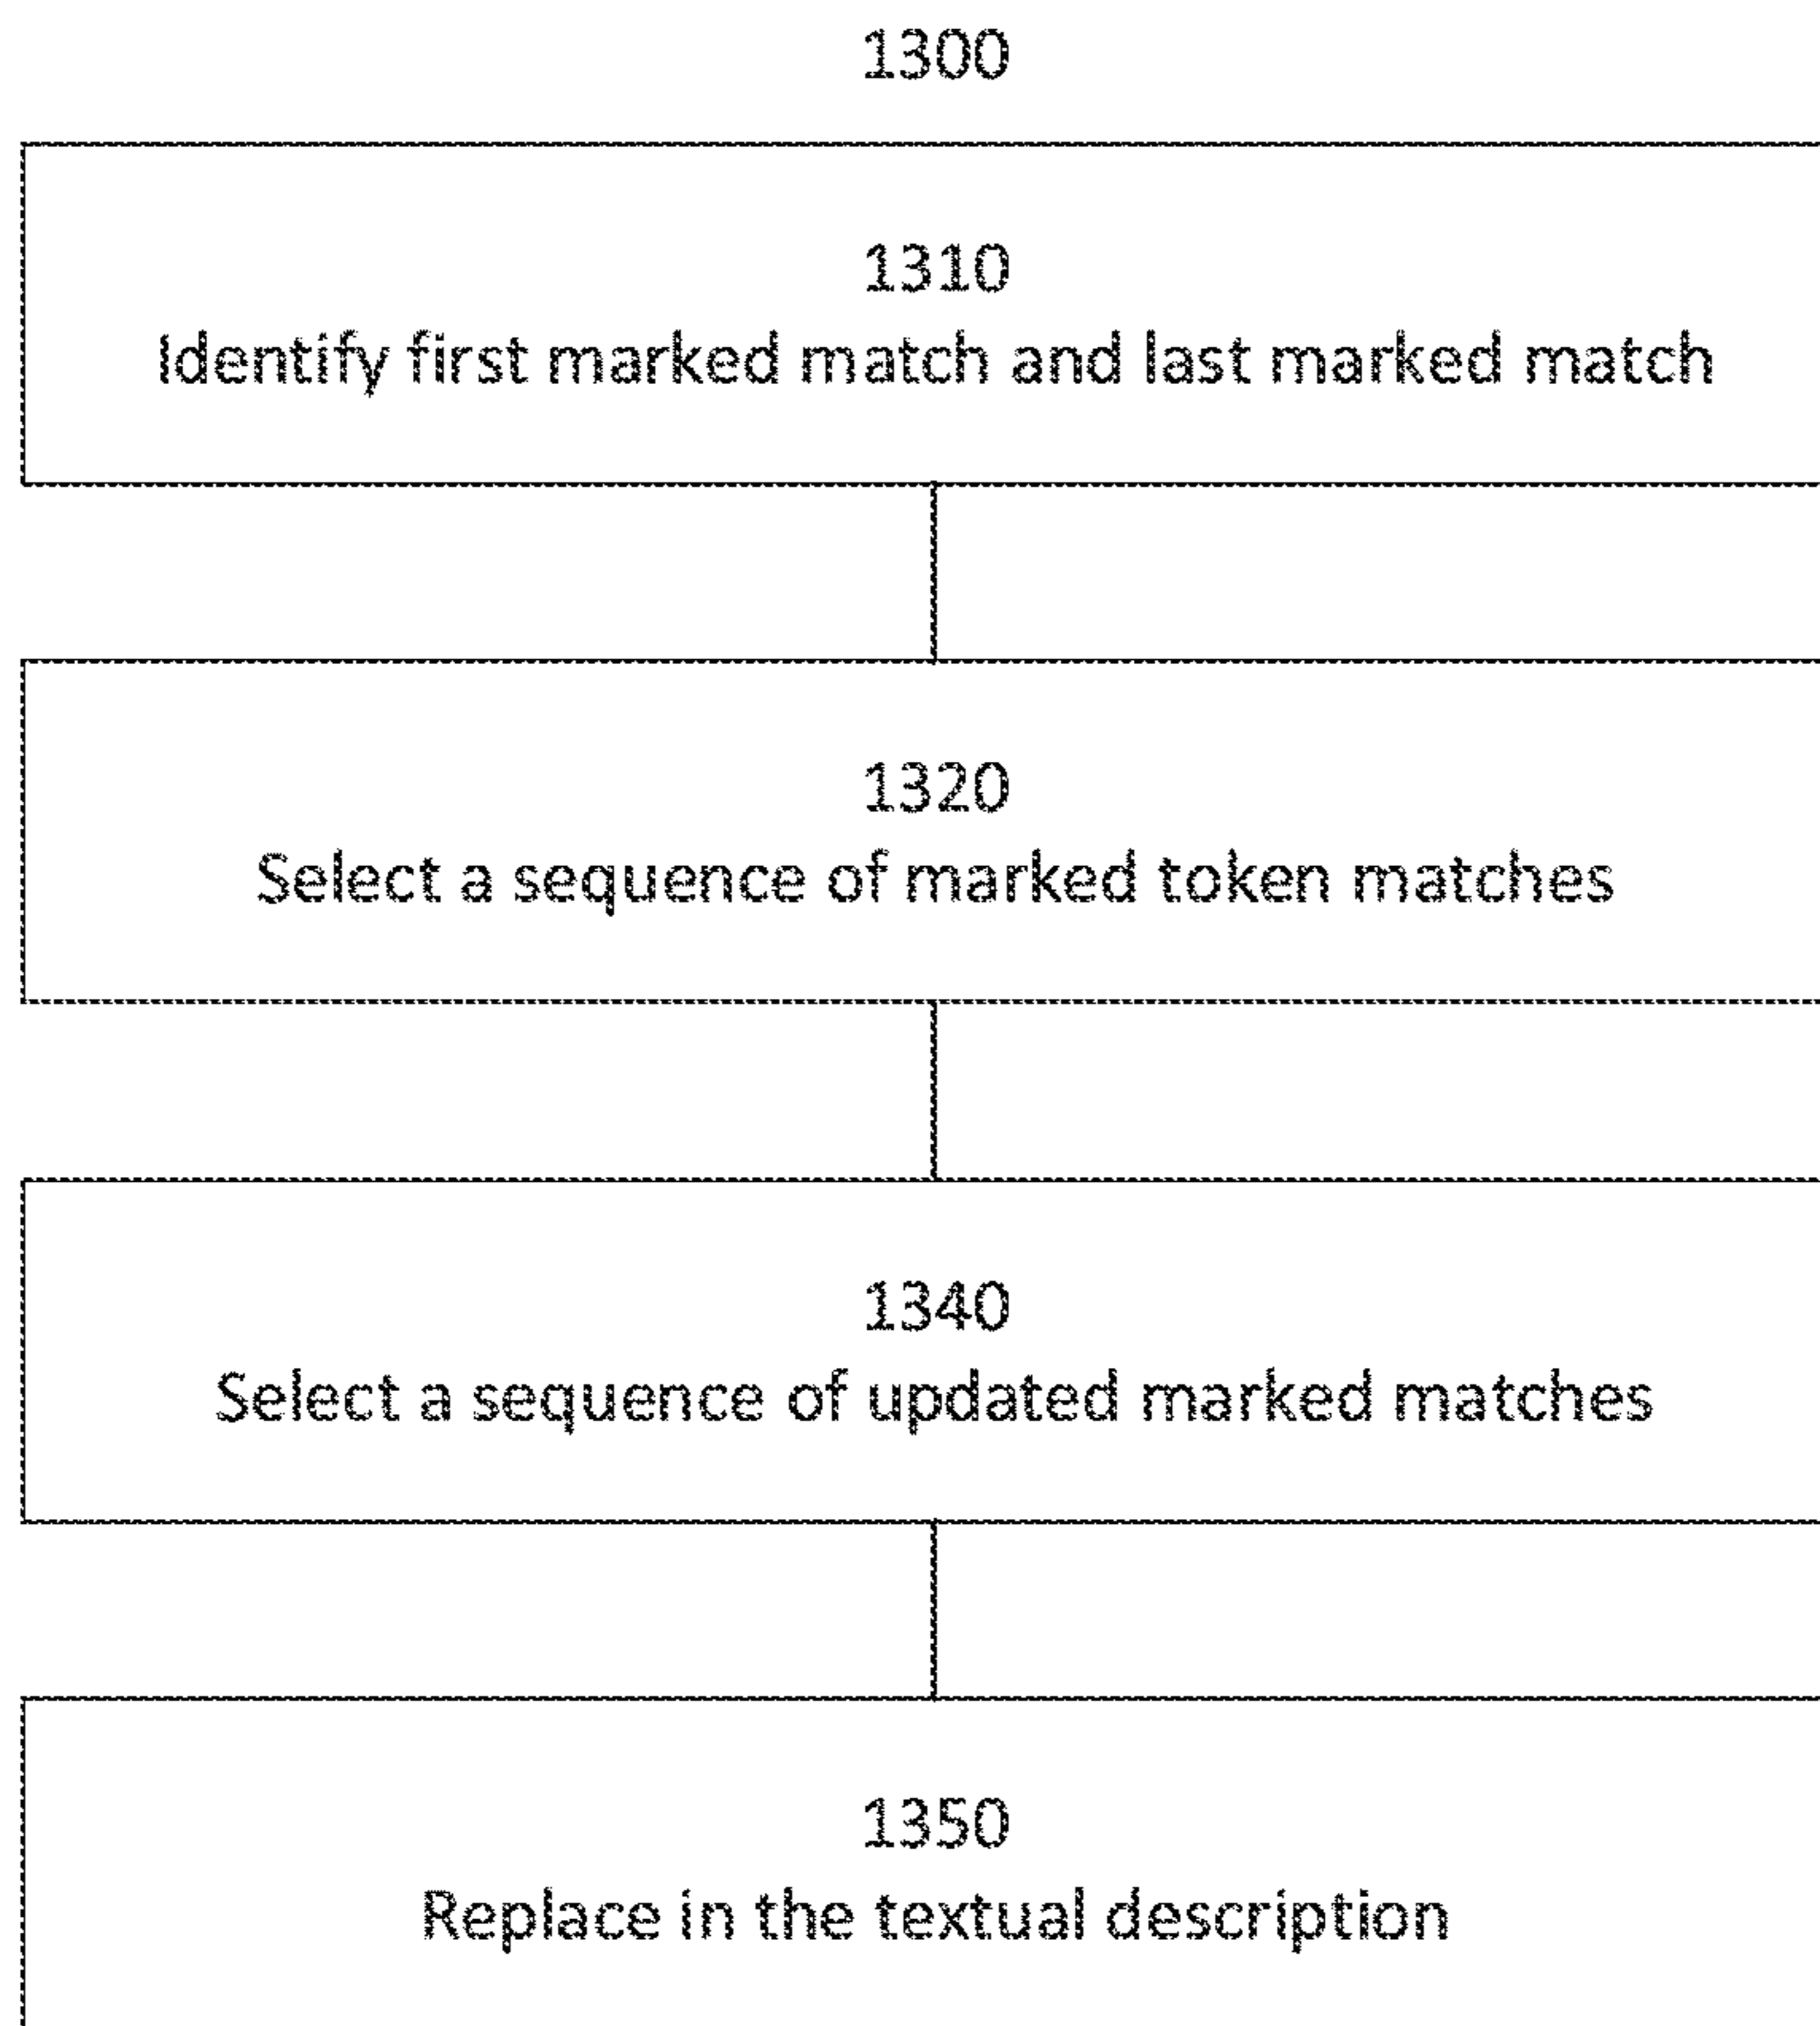 1300
1310
Identify first marked match and last marked match
1320
Select a sequence of marked token matches
1340
Select a sequence of updated marked matches
1350
Replace in the textual description